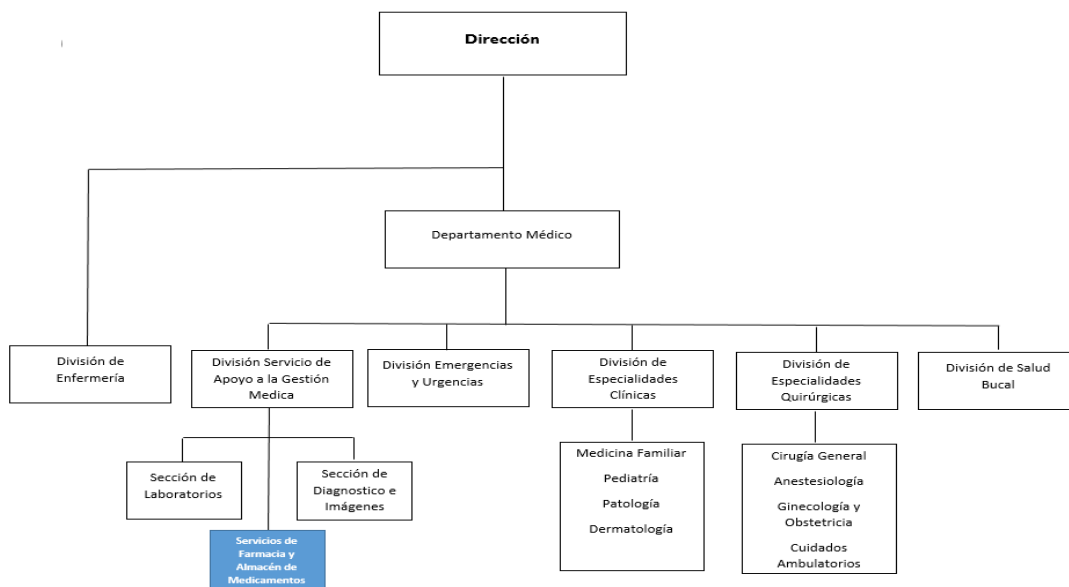 Dirección
Departamento Médico
División de
Enfermería
División Servicio de
Apoyo a la Gestión
Medica
División Emergencias
y Urgencias
División de
Especialidades
Clínicas
División de
Especialidades
Quirúrgicas
División de Salud
Bucal
Sección de
Laboratorios
Sección de
Diagnostico e
Imágenes
Servicios de
Farmacia y
Almacén de
Medicamentos
Medicina Familiar
Pediatría
Patología
Dermatología
Cirugía General
Anestesiología
Ginecología y
Obstetricia
Cuidados
Ambulatorios